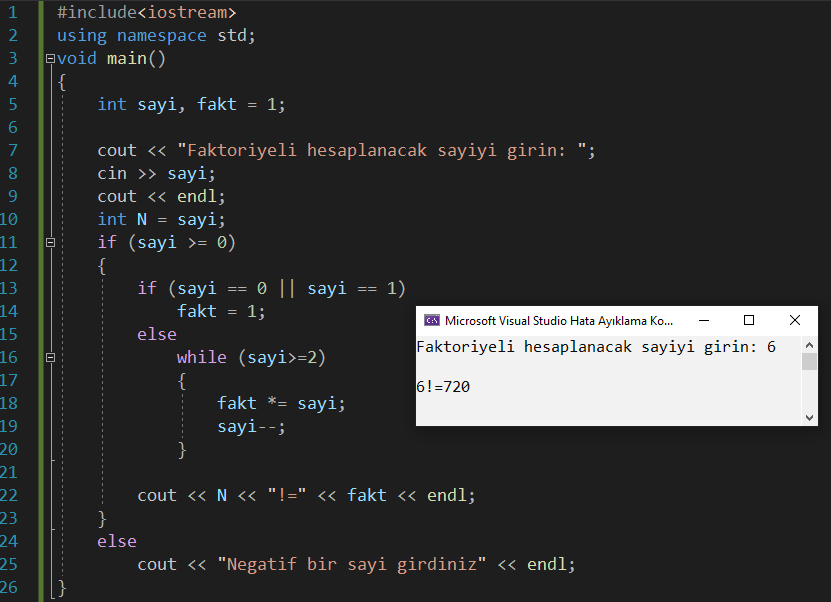 1 #include<iostream>
2 using namespace std;
3 void main()
4 {
5 int sayi, fakt = 1;
6
7 cout << "Faktoriyeli hesaplanacak sayiyi girin: ";
8 cin >> sayi;
9 cout << endl;
10 int N = sayi;
11 if (sayi >= 0)
12 {
13 if (sayi == 0 || sayi == 1)
14 fakt = 1;
15 else
16 while (sayi>=2)
17 {
18 fakt *= sayi;
19 sayi--;
20 }
21
22 cout << N << "!=" << fakt << endl;
23 }
24 else
25 cout << "Negatif bir sayi girdiniz" << endl;
26 }
Microsoft Visual Studio Hata Ayıklama Ko...
Faktoriyeli hesaplanacak sayiyi girin: 6
6!=720